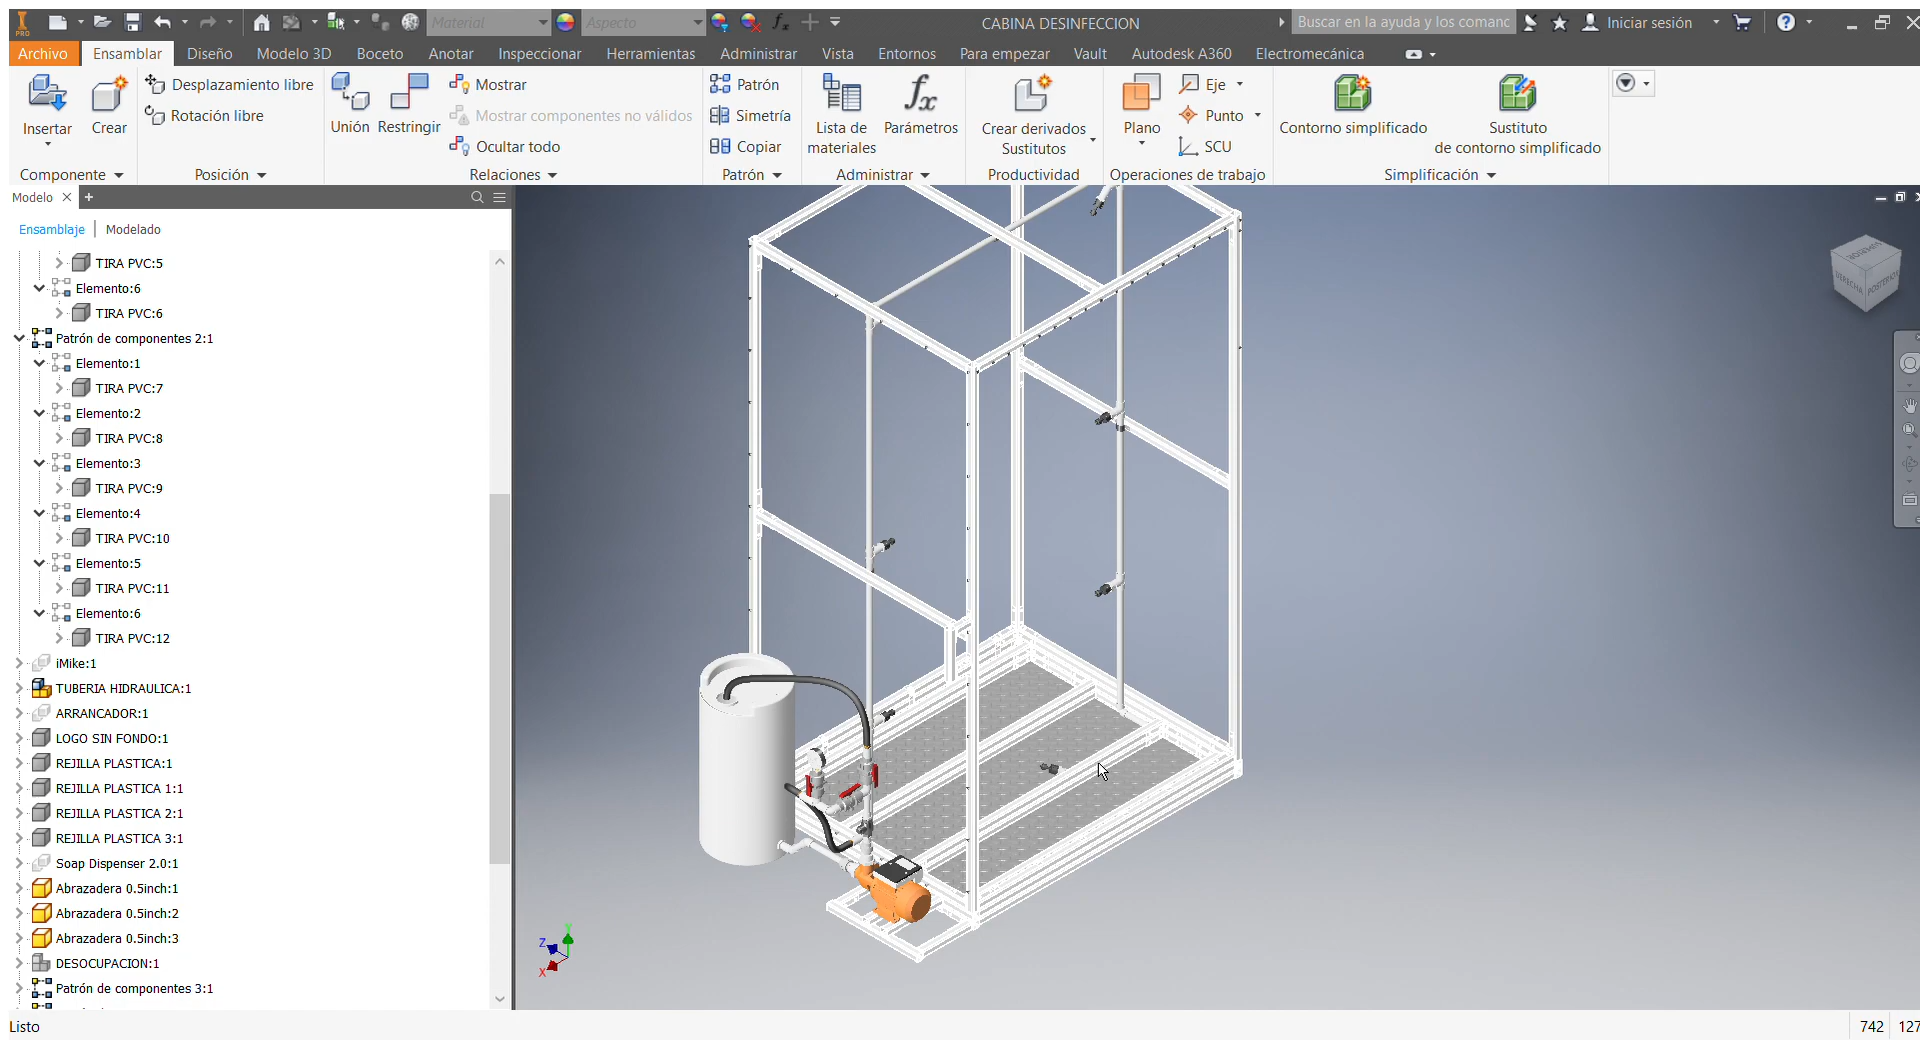 PRO
Material
Aspecto
CABINA DESINFECCION
Buscar en la ayuda y los comanc
Iniciar sesión
Archivo
Ensamblar
Diseño
Modelo 3D
Boceto
Anotar
Inspeccionar
Herramientas
Administrar
Vista
Entornos
Para empezar
Vault
Autodesk A360
Electromecánica
Insertar
Crear
Desplazamiento libre
Rotación libre
Unión
Restringir
Mostrar
Mostrar componentes no válidos
Ocultar todo
Patrón
Simetría
Copiar
Lista de
materiales
Parámetros
Crear derivados
Sustitutos
Plano
Eje
Punto
SCU
Contorno simplificado
Sustituto
de contorno simplificado
Componente
Posición
Relaciones
Patrón
Administrar
Productividad
Operaciones de trabajo
Simplificación
Modelo
Ensamblaje
Modelado
TIRA PVC:5
Elemento:6
TIRA PVC:6
Patrón de componentes 2:1
Elemento:1
TIRA PVC:7
Elemento:2
TIRA PVC:8
Elemento:3
TIRA PVC:9
Elemento:4
TIRA PVC:10
Elemento:5
TIRA PVC:11
Elemento:6
TIRA PVC:12
iMike:1
TUBERIA HIDRAULICA:1
ARRANCADOR:1
LOGO SIN FONDO:1
REJILLA PLASTICA:1
REJILLA PLASTICA 1:1
REJILLA PLASTICA 2:1
REJILLA PLASTICA 3:1
Soap Dispenser 2.0:1
Abrazadera 0.5inch:1
Abrazadera 0.5inch:2
Abrazadera 0.5inch:3
DESOCUPACION:1
Patrón de componentes 3:1
SUPERIOR
DERECHA
POSTERIOR
Y
Z
X
Listo
742
127